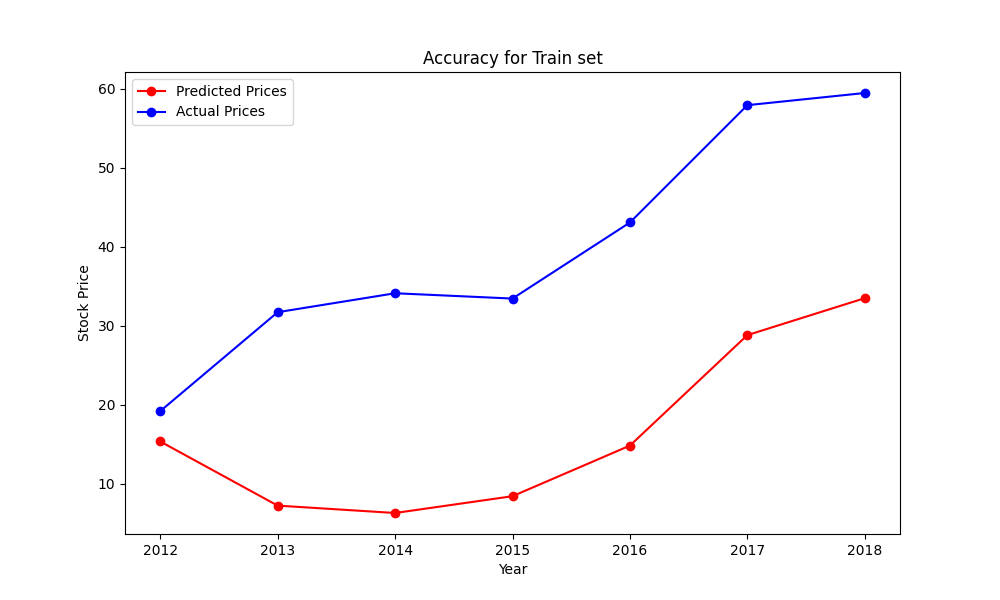 Accuracy for Train set
Predicted Prices
Actual Prices
60
50
40
30
20
10
Stock Price
2012 2013 2014 2015 2016 2017 2018
Year